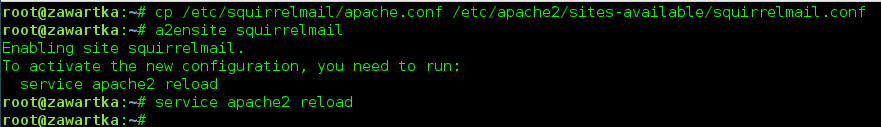 root@zawartka:~# cp /etc/squirrelmail/apache.conf /etc/apache2/sites-available/squirrelmail.conf
root@zawartka:~# a2ensite squirrelmail
Enabling site squirrelmail.
To activate the new configuration, you need to run:
  service apache2 reload
root@zawartka:~# service apache2 reload
root@zawartka:~#